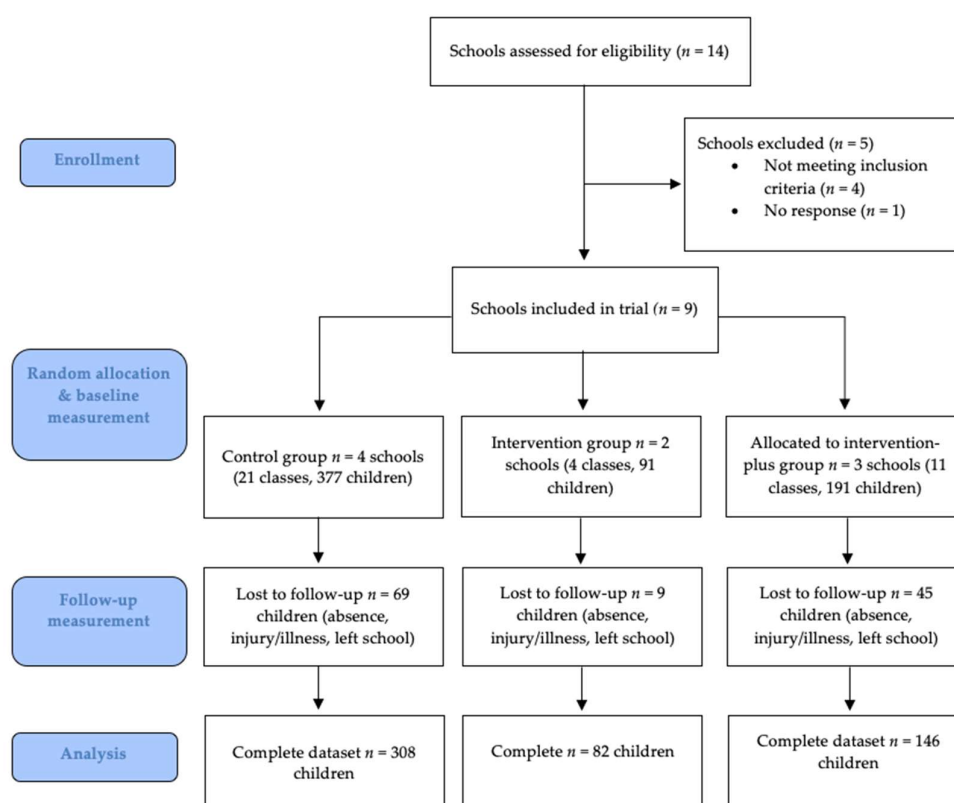 Schools assessed for eligibility (n = 14)
Enrollment
Schools excluded (n = 5)
• Not meeting inclusion
criteria (n = 4)
• No response (n = 1)
Schools included in trial (n = 9)
Random allocation
& baseline
measurement
Control group n = 4 schools
(21 classes, 377 children)
Intervention group n = 2
schools (4 classes, 91
children)
Allocated to intervention-
plus group n = 3 schools (11
classes, 191 children)
Follow-up
measurement
Lost to follow-up n = 69
children (absence,
injury/illness, left school)
Lost to follow-up n = 9
children (absence,
injury/illness, left school)
Lost to follow-up n = 45
children (absence,
injury/illness, left school)
Analysis
Complete dataset n = 308
children
Complete n = 82 children
Complete dataset n = 146
children